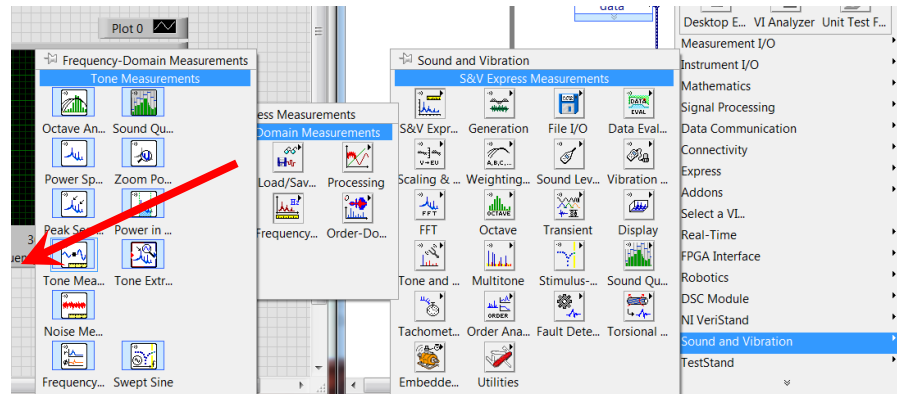 Plot 0
3
Frequency-Domain Measurements
Tone Measurements
Octave An... Sound Qu...
Power Sp... Zoom Po...
Power in ...
Tone Mea... Tone Extr...
Noise Me...
Frequency... Swept Sine
Measurements
Domain Measurements
Load/Sav... Processing
Frequency... Order-Do...
data
Sound and Vibration
S&V Express Measurements
S&V Expr... Generation File I/O Data Eval...
Scaling & ... Weighting... Sound Lev... Vibration ...
FFT Octave Transient Display
Tone and ... Multitone Stimulus-... Sound Qu...
Tachomet... Order Ana... Fault Dete... Torsional ...
Embedde... Utilities
Desktop E... VI Analyzer Unit Test F...
Measurement I/O
Instrument I/O
Mathematics
Signal Processing
Data Communication
Connectivity
Express
Addons
Select a VI...
Real-Time
FPGA Interface
Robotics
DSC Module
NI VeriStand
Sound and Vibration
TestStand